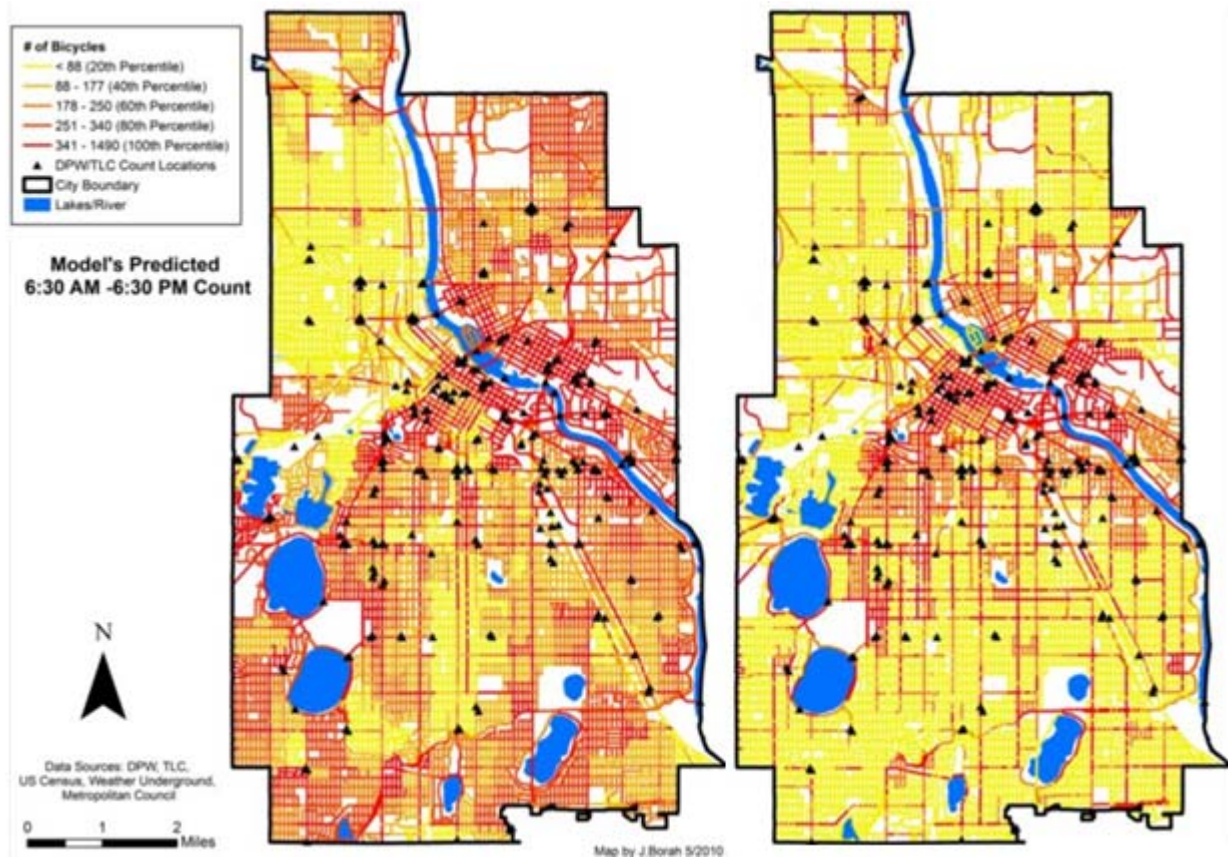 # of Bicycles
< 88 (20th Percentile)
88 - 177 (40th Percentile)
178 - 250 (60th Percentile)
251 - 340 (80th Percentile)
341 - 1490 (100th Percentile)
DPW/TLC Count Locations
City Boundary
Lakes/River
Model's Predicted
6:30 AM -6:30 PM Count
N
Data Sources: DPW, TLC,
US Census, Weather Underground,
Metropolitan Council
0 1 2
Miles
Map by J.Borah 5/2010